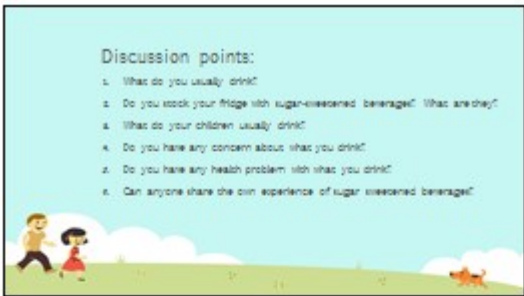 Discussion points:
1. What do you usually drink?
2. Do you stock your fridge with sugar-sweetened beverages? What are they?
3. What do your children usually drink?
4. Do you have any concern about what you drink?
5. Do you have any health problem with what you drink?
6. Can anyone share the own experience of sugar sweetened beverages?